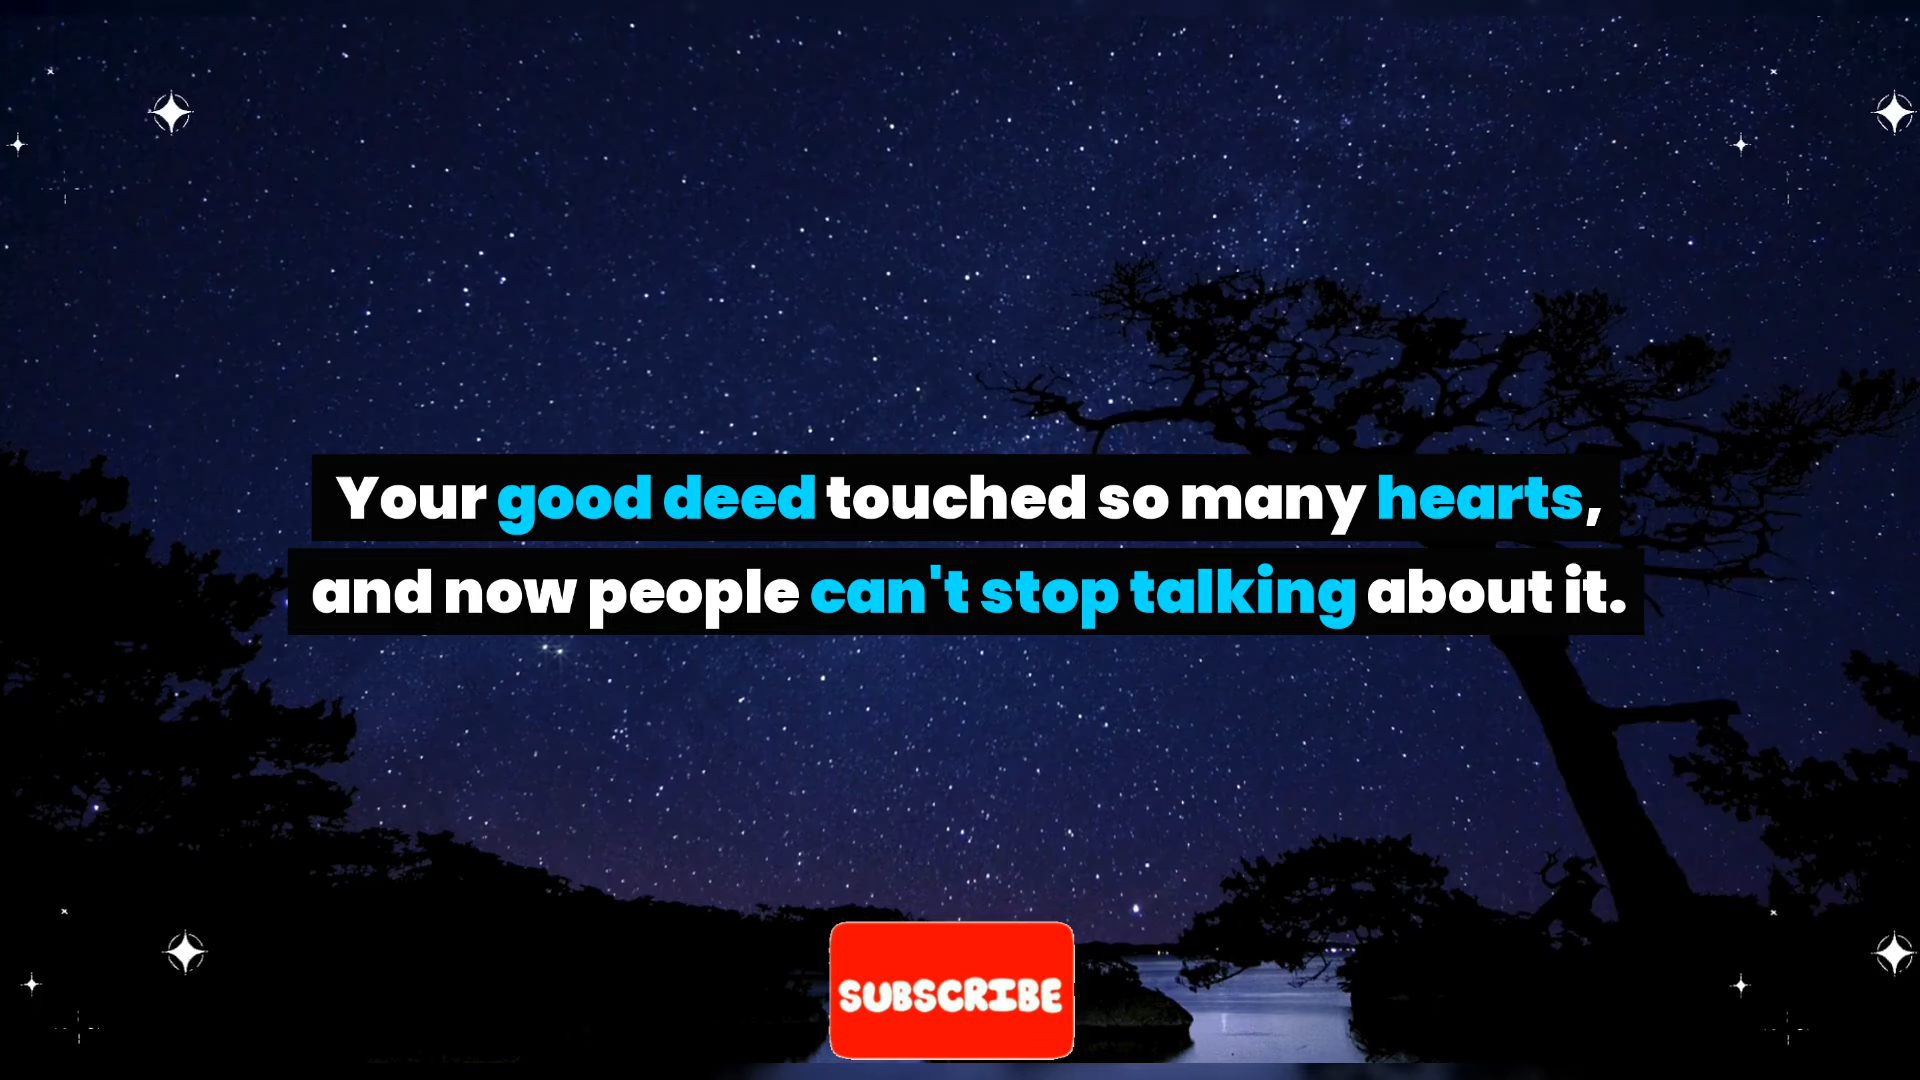 Your good deed touched so many hearts,
and now people can't stop talking about it.
SUBSCRIBE